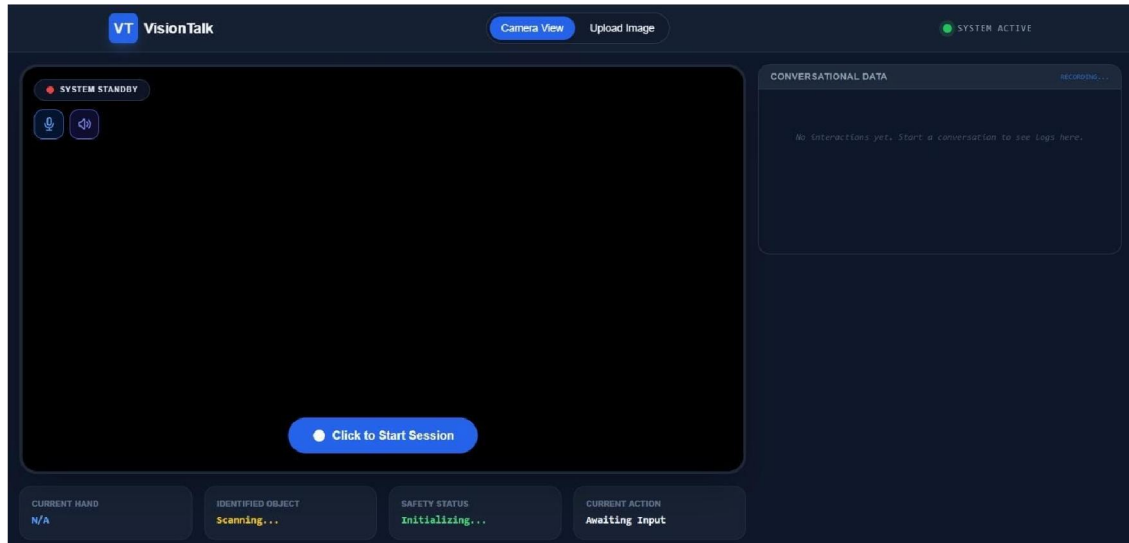 VT VisionTalk
Camera View Upload Image
SYSTEM ACTIVE
SYSTEM STANDBY
CONVERSATIONAL DATA RECORDING...
No interactions yet. Start a conversation to see logs here.
Click to Start Session
CURRENT HAND
N/A
IDENTIFIED OBJECT
Scanning...
SAFETY STATUS
Initializing...
CURRENT ACTION
Awaiting Input